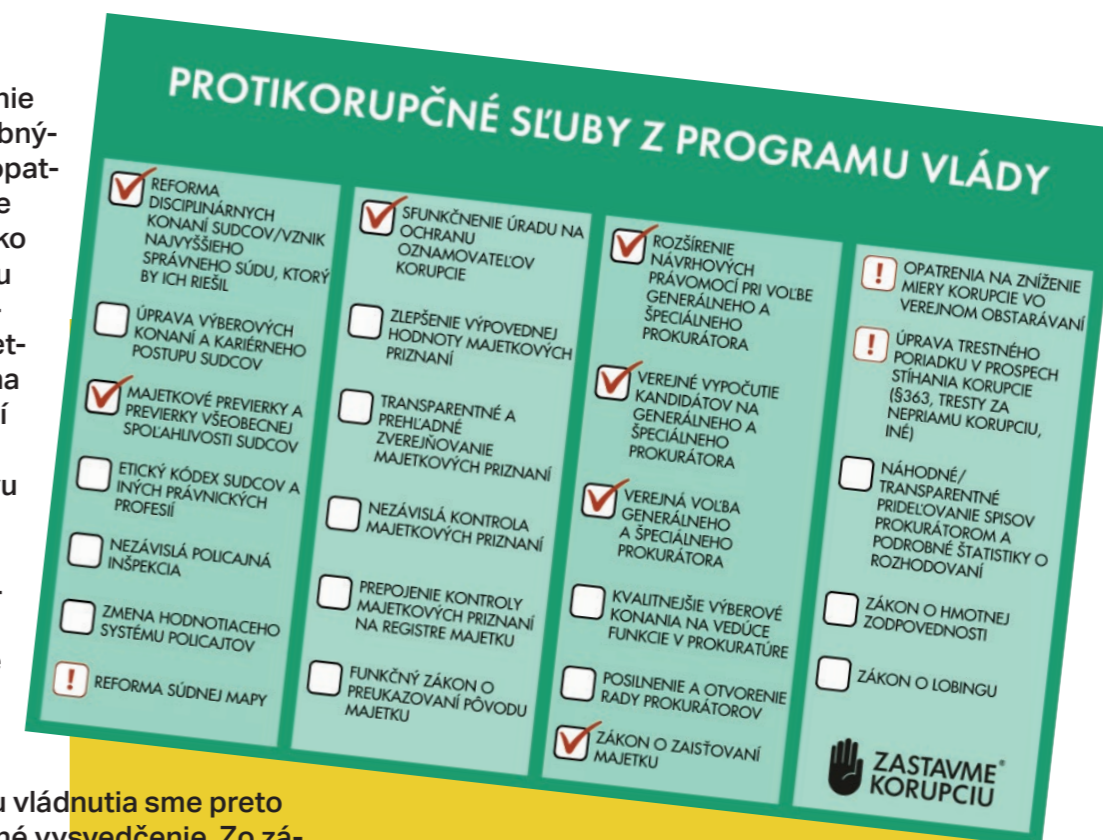 PROTIKORUPČNÉ SĽUBY Z PROGRAMU VLÁDY
REFORMA
DISCIPLINÁRNYCH
KONANÍ SUDCOV/VZNIK
NAJVYŠŠIEHO
SPRÁVNEHO SÚDU, KTORÝ
BY ICH RIEŠIL
ÚPRAVA VÝBEROVÝCH
KONANÍ A KARIÉRNEHO
POSTUPU SUDCOV
MAJETKOVÉ PREVIERKY A
PREVIERKY VŠEOBECNEJ
SPOĽAHLIVOSTI SUDCOV
ETICKÝ KÓDEX SUDCOV A
INÝCH PRÁVNICKÝCH
PROFESIÍ
NEZÁVISLÁ POLICAJNÁ
INŠPEKCIA
ZMENA HODNOTIACEHO
SYSTÉMU POLICAJTOV
! REFORMA SÚDNEJ MAPY
SFUNKČNENIE ÚRADU NA
OCHRANU
OZNAMOVATEĽOV
KORUPCIE
ZLEPŠENIE VÝPOVEDNEJ
HODNOTY MAJETKOVÝCH
PRIZNANÍ
TRANSPARENTNÉ A
PREHĽADNÉ
ZVEREJŇOVANIE
MAJETKOVÝCH PRIZNANÍ
NEZÁVISLÁ KONTROLA
MAJETKOVÝCH PRIZNANÍ
PREPOJENIE KONTROLY
MAJETKOVÝCH PRIZNANÍ
NA REGISTRE MAJETKU
FUNKČNÝ ZÁKON O
PREUKAZOVANÍ PÔVODU
MAJETKU
ROZŠÍRENIE
NÁVRHOVÝCH
PRÁVOMOCÍ PRI VOĽBE
GENERÁLNEHO A
ŠPECIÁLNEHO
PROKURÁTORA
VEREJNÉ VYPOČUTIE
KANDIDÁTOV NA
GENERÁLNEHO A
ŠPECIÁLNEHO
PROKURÁTORA
VEREJNÁ VOĽBA
GENERÁLNEHO
A ŠPECIÁLNEHO
PROKURÁTORA
KVALITNEJŠIE VÝBEROVÉ
KONANIA NA VEDÚCE
FUNKCIE V PROKURATÚRE
POSILNENIE A OTVORENIE
RADY PROKURÁTOROV
ZÁKON O ZAISŤOVANÍ
MAJETKU
! OPATRENIA NA ZNÍŽENIE
MIERY KORUPCIE VO
VEREJNOM OBSTARÁVANÍ
! ÚPRAVA TRESTNÉHO
PORIADKU V PROSPECH
STÍHANIA KORUPCIE
(§363, TRESTY ZA
NEPRIAMU KORUPCIU,
INÉ)
NÁHODNÉ/
TRANSPARENTNÉ
PRIDEĽOVANIE SPISOV
PROKURÁTOROM A
PODROBNÉ ŠTATISTIKY O
ROZHODOVANÍ
ZÁKON O HMOTNEJ
ZODPOVEDNOSTI
ZÁKON O LOBINGU
ZASTAVME®
KORUPCIU
vládnutia sme preto
vysvedčenie. Zo zá-